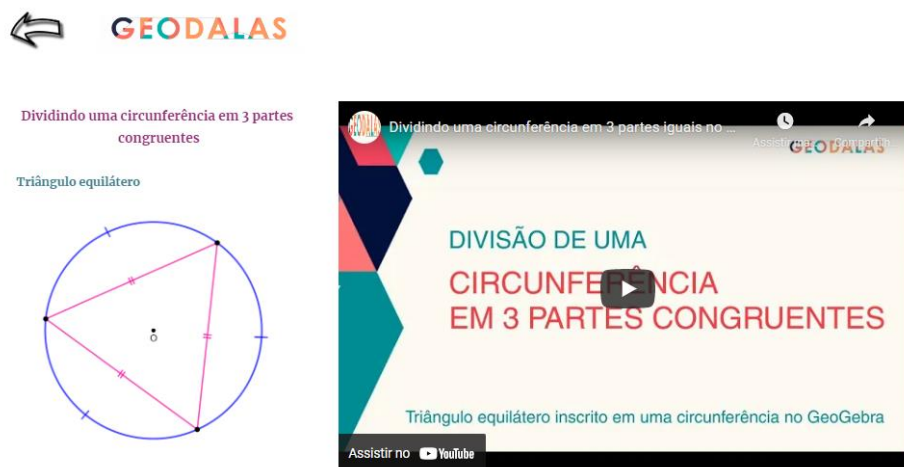 GEODALAS
Dividindo uma circunferência em 3 partes
congruentes
Triângulo equilátero
O
Dividindo uma circunferência em 3 partes iguais no ...
GEODALAS
DIVISÃO DE UMA
CIRCUNFERÊNCIA
EM 3 PARTES CONGRUENTES
Triângulo equilátero inscrito em uma circunferência no GeoGebra
Assistir no YouTube